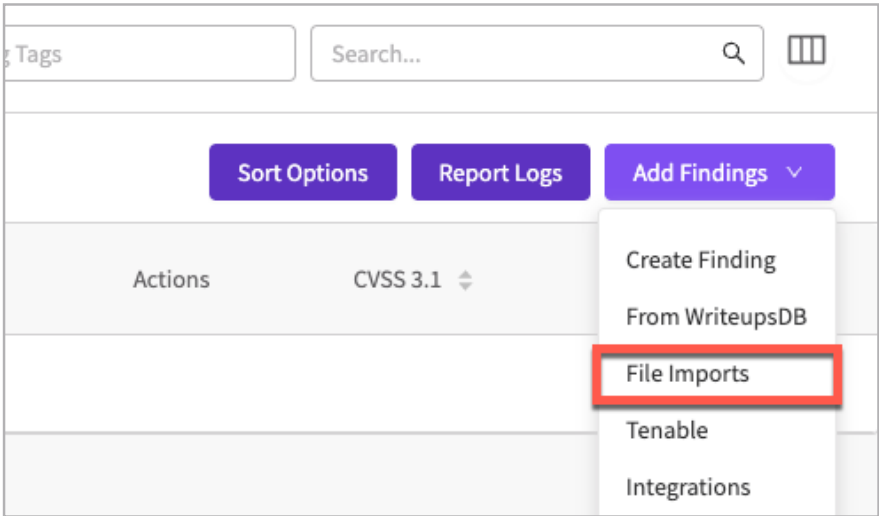 g Tags
Search...
Sort Options
Report Logs
Add Findings
Actions
CVSS 3.1
Create Finding
From WriteupsDB
File Imports
Tenable
Integrations